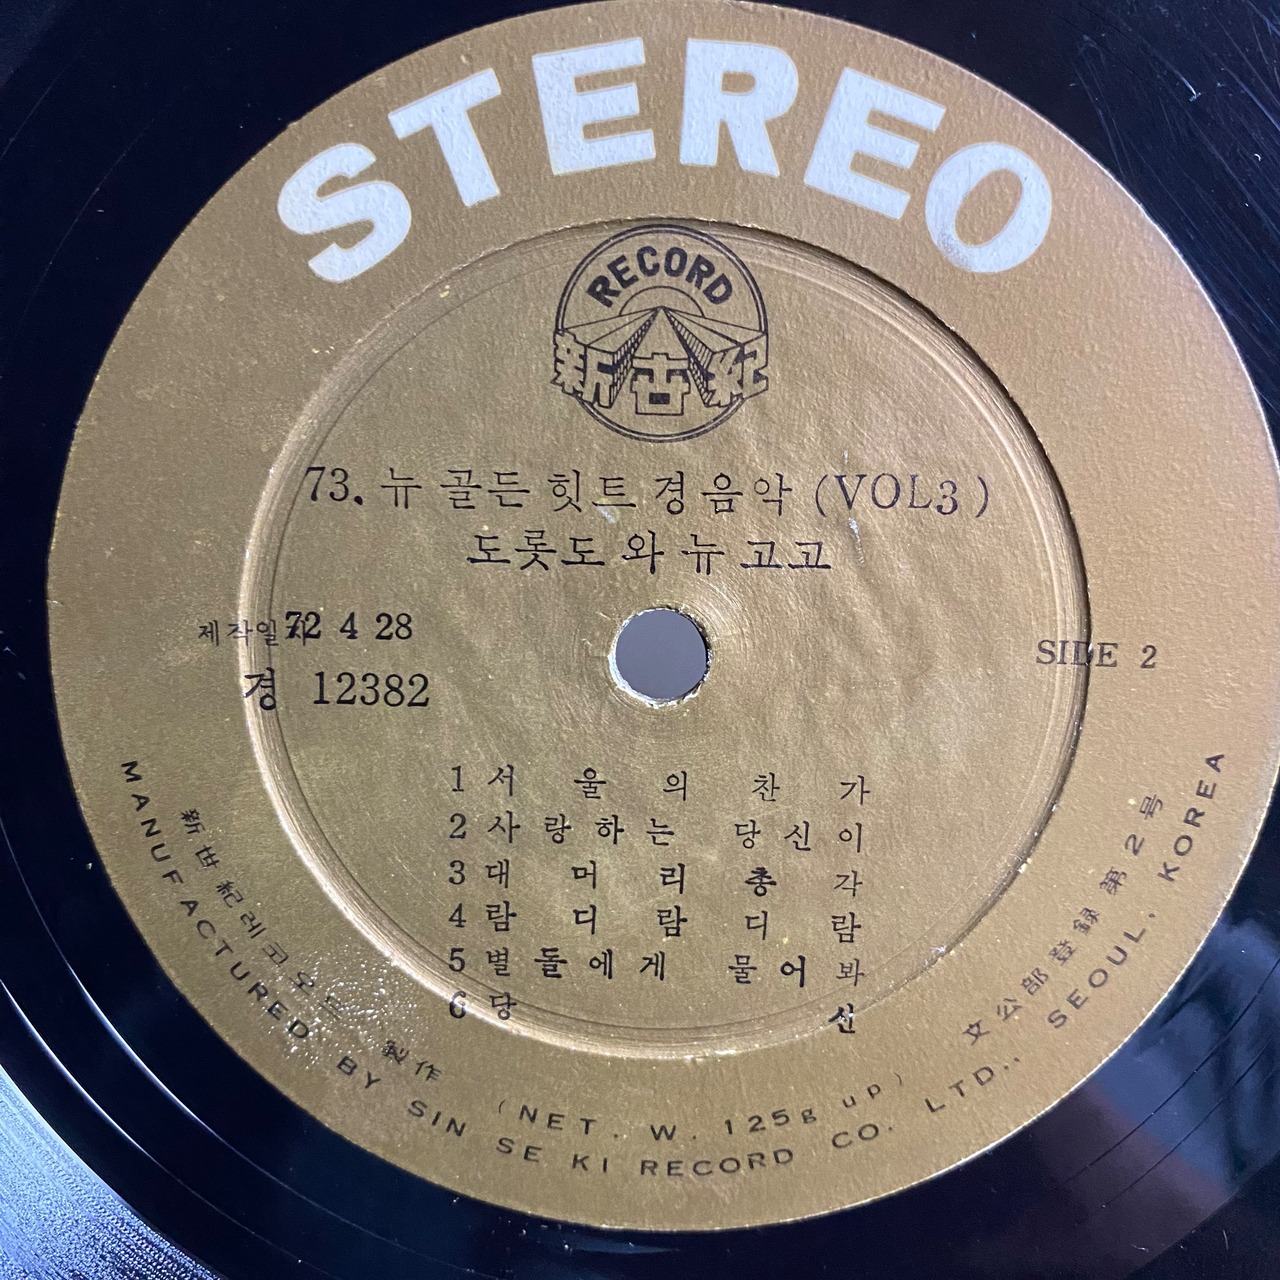 STEREO
RECORD
新世紀
73. 뉴 골든 힛트 경음악 (VOL3)
도롯도 와 뉴 고고
제작일자 72 4 28
경 12382
SIDE 2
1 서울의찬가
2 사랑하는 당신이
3 대머리총각
4 람디람디람
5 별돌에게 물어봐
6 당신
新世紀레코오드 製作 (NET. W. 125g up) 文公部登録第2号
MANUFACTURED BY SIN SE KI RECORD CO. LTD., SEOUL, KOREA